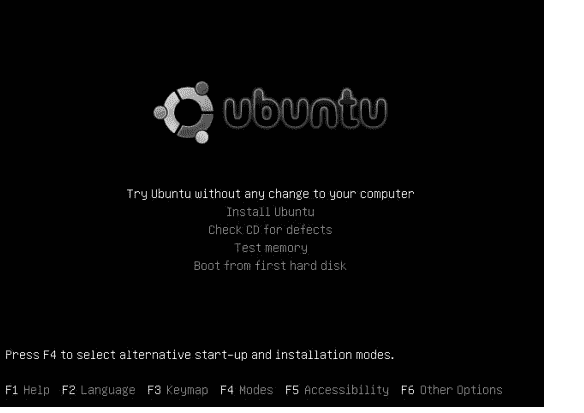 ubuntu
Try Ubuntu without any change to your computer
Install Ubuntu
Check CD for defects
Test memory
Boot from first hard disk
Press F4 to select alternative start-up and installation modes.
F1 Help F2 Language F3 Keymap F4 Modes F5 Accessibility F6 Other Options